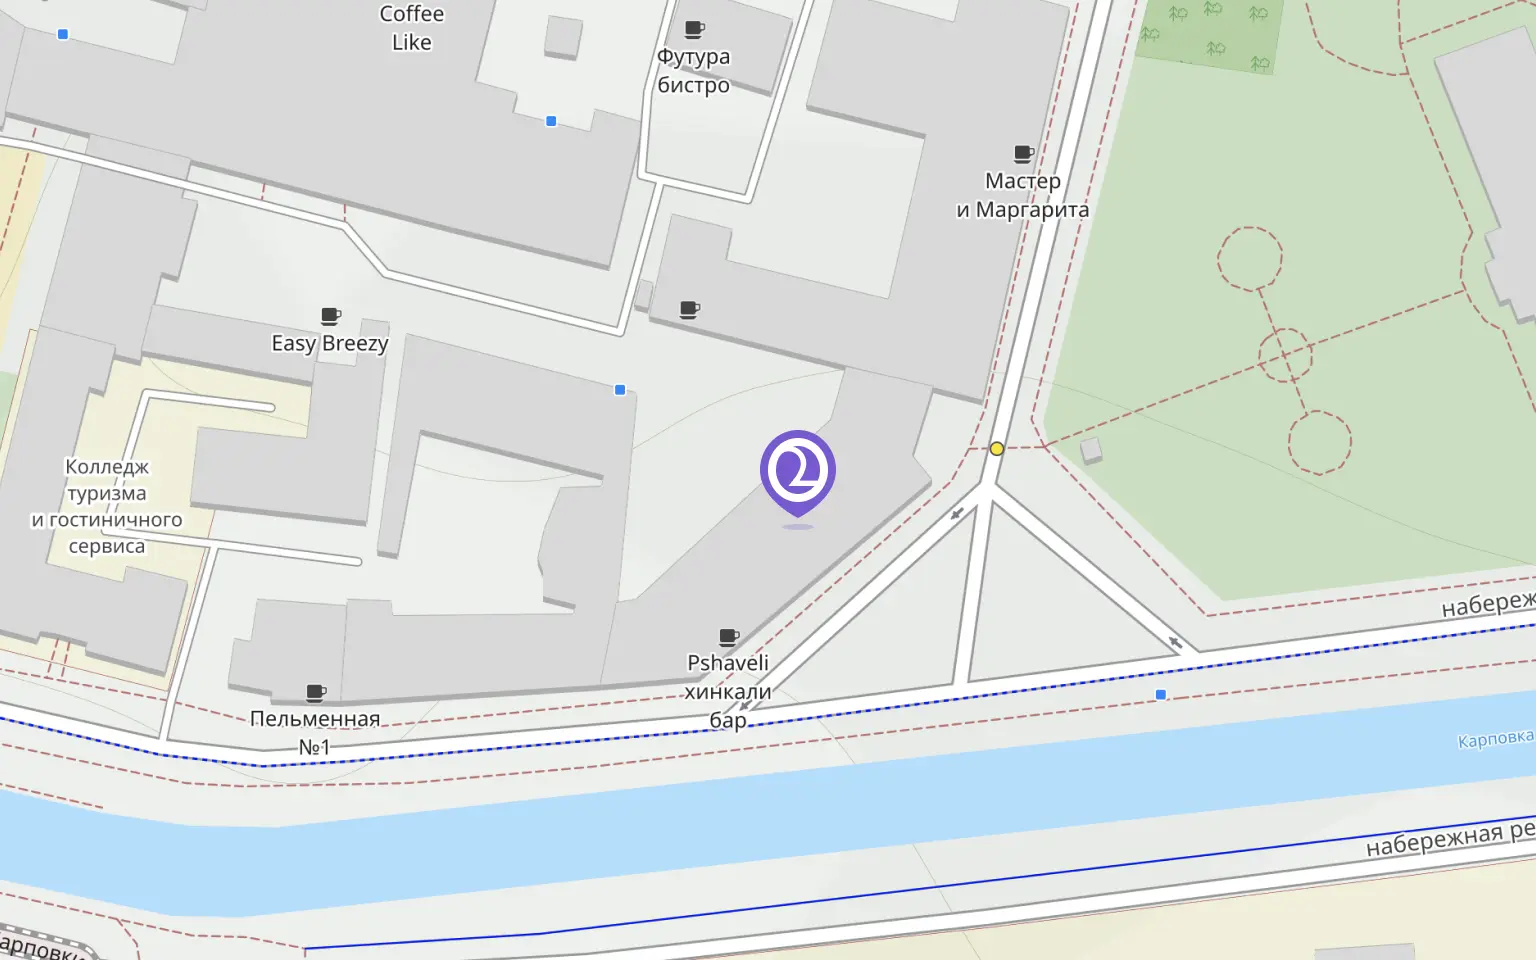 Coffee
Like
Футура
бистро
Мастер
и Маргарита
Easy Breezy
Колледж
туризма
и гостиничного
сервиса
набереж
Pshaveli
хинкали
бар
Пельменная
№1
Карповка
набережная ре
арповки